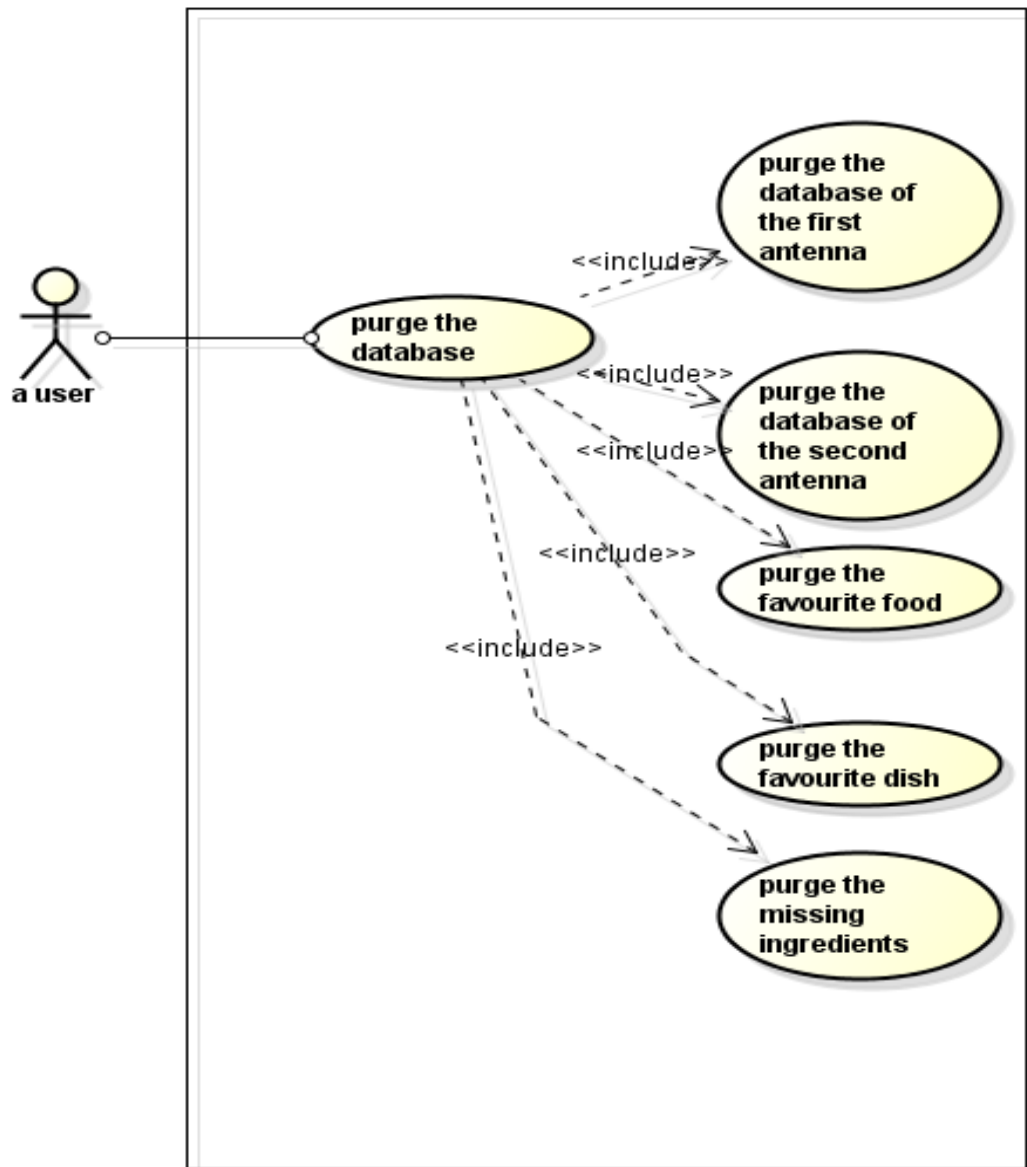 purge the
database of
the first
antenna
<<include>>
purge the
database
a user
<<include>>
purge the
database of
the second
antenna
<<include>>
<<include>>
purge the
favourite food
<<include>>
purge the
favourite dish
purge the
missing
ingredients